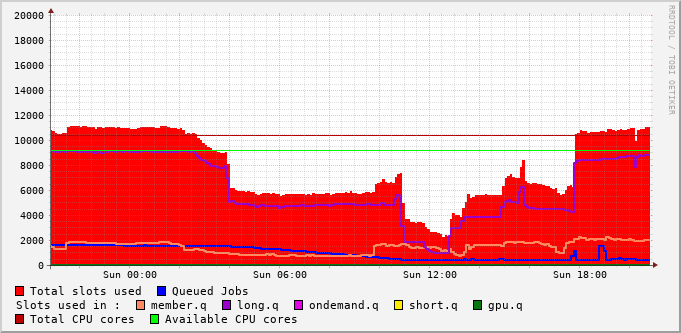 20000
18000
16000
14000
12000
10000
8000
6000
4000
2000
0
Sun 00:00 Sun 06:00 Sun 12:00 Sun 18:00
Total slots used Queued Jobs
Slots used in : member.q long.q ondemand.q short.q gpu.q
Total CPU cores Available CPU cores
RRDTOOL / TOBI OETIKER